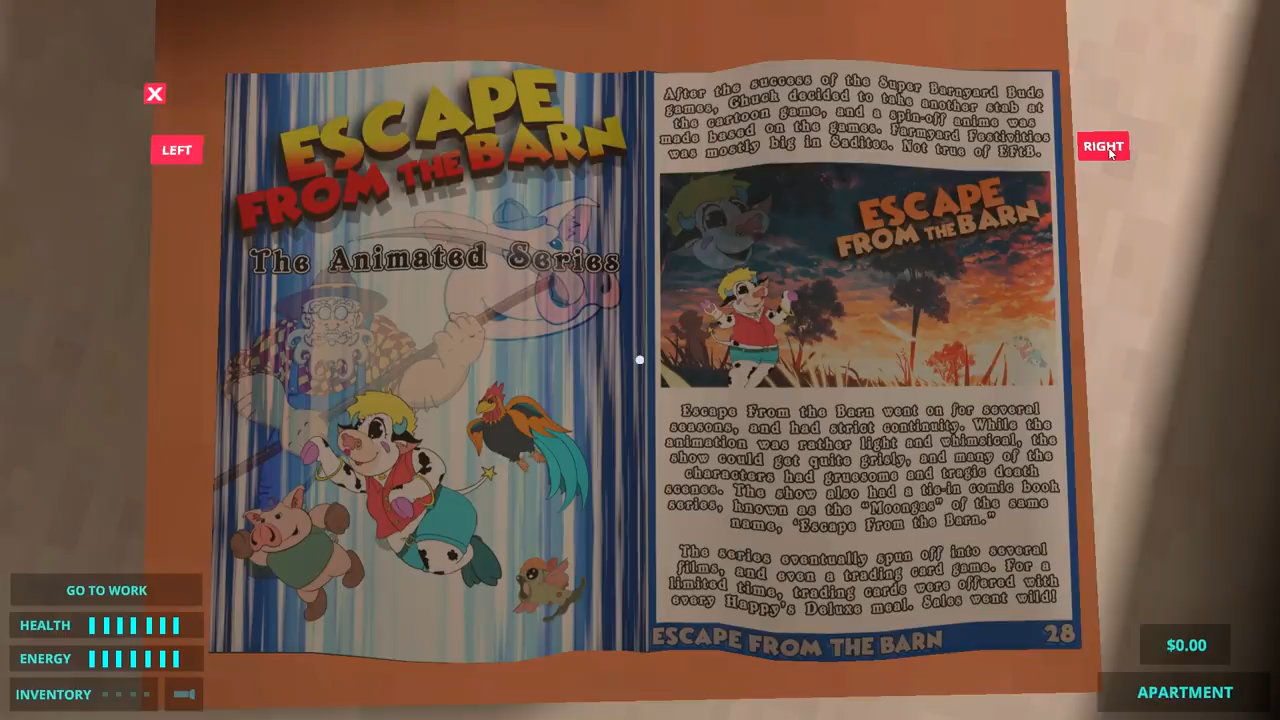 ESCAPE
FROM THE BARN
The Animated Series
After the success of the Super Barnyard Buds
games, Chuck decided to take another stab at
the cartoon game, and a spin-off anime was
made based on the games. Farmyard Festivities
was mostly big in Sadites. Not true of EFtB.
ESCAPE
FROM THE BARN
Escape From the Barn went on for several
seasons, and had strict continuity. While the
animation was rather light and whimsical, the
show could get quite grisly, and many of the
characters had gruesome and tragic death
scenes. The show also had a tie-in comic book
series, known as the "Moongas" of the same
name, 'Escape From the Barn."
The series eventually spun off into several
films, and even a trading card game. For a
limited time, trading cards were offered with
every Happy's Deluxe meal. Sales went wild!
ESCAPE FROM THE BARN 28
X
LEFT
RIGHT
GO TO WORK
HEALTH
ENERGY
INVENTORY
$0.00
APARTMENT